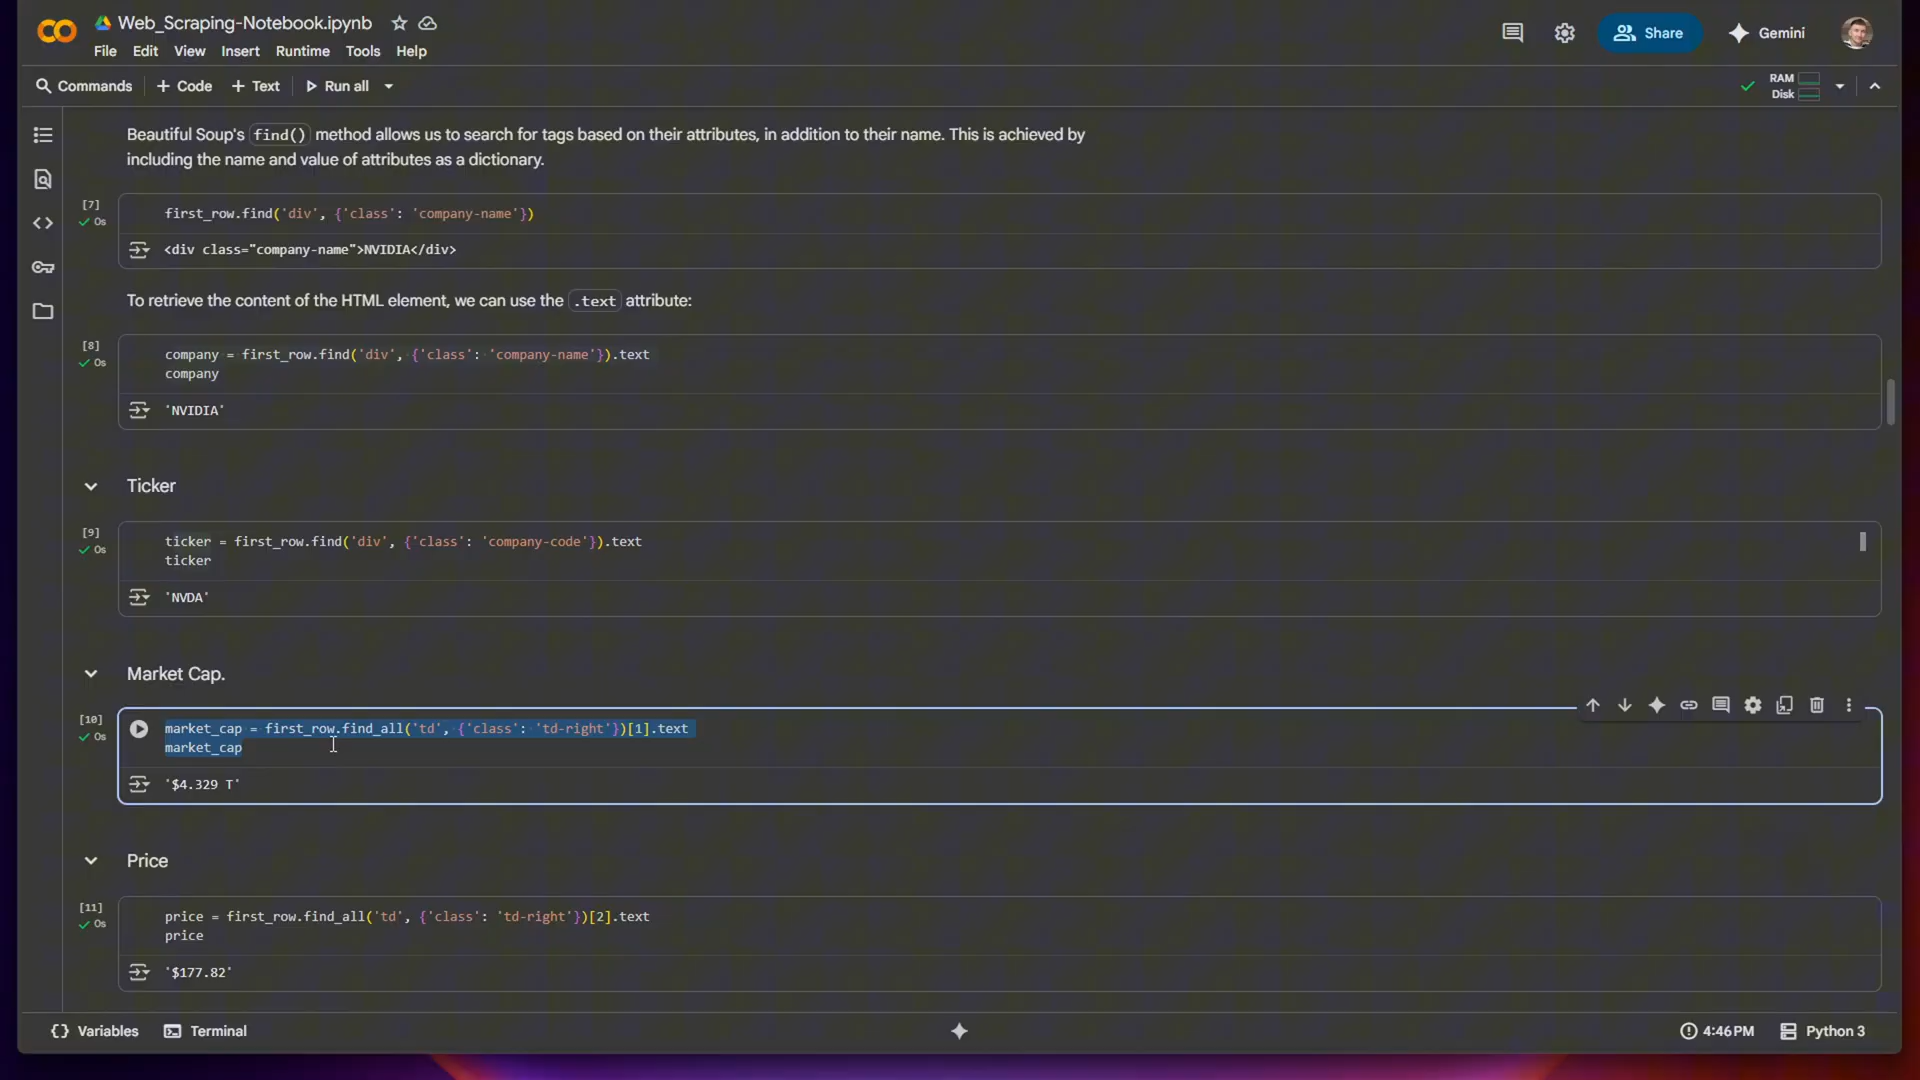 Web_Scraping-Notebook.ipynb
File Edit View Insert Runtime Tools Help
Share
Gemini
Commands + Code + Text Run all
RAM
Disk
Beautiful Soup's find() method allows us to search for tags based on their attributes, in addition to their name. This is achieved by
including the name and value of attributes as a dictionary.
[7]
0s
first_row.find('div', {'class': 'company-name'})
<div class="company-name">NVIDIA</div>
To retrieve the content of the HTML element, we can use the .text attribute:
[8]
0s
company = first_row.find('div', {'class': 'company-name'}).text
company
'NVIDIA'
Ticker
[9]
0s
ticker = first_row.find('div', {'class': 'company-code'}).text
ticker
'NVDA'
Market Cap.
[10]
0s
market_cap = first_row.find_all('td', {'class': 'td-right'})[1].text
market_cap
'$4.329 T'
Price
[11]
0s
price = first_row.find_all('td', {'class': 'td-right'})[2].text
price
'$177.82'
{} Variables Terminal
4:46 PM Python 3